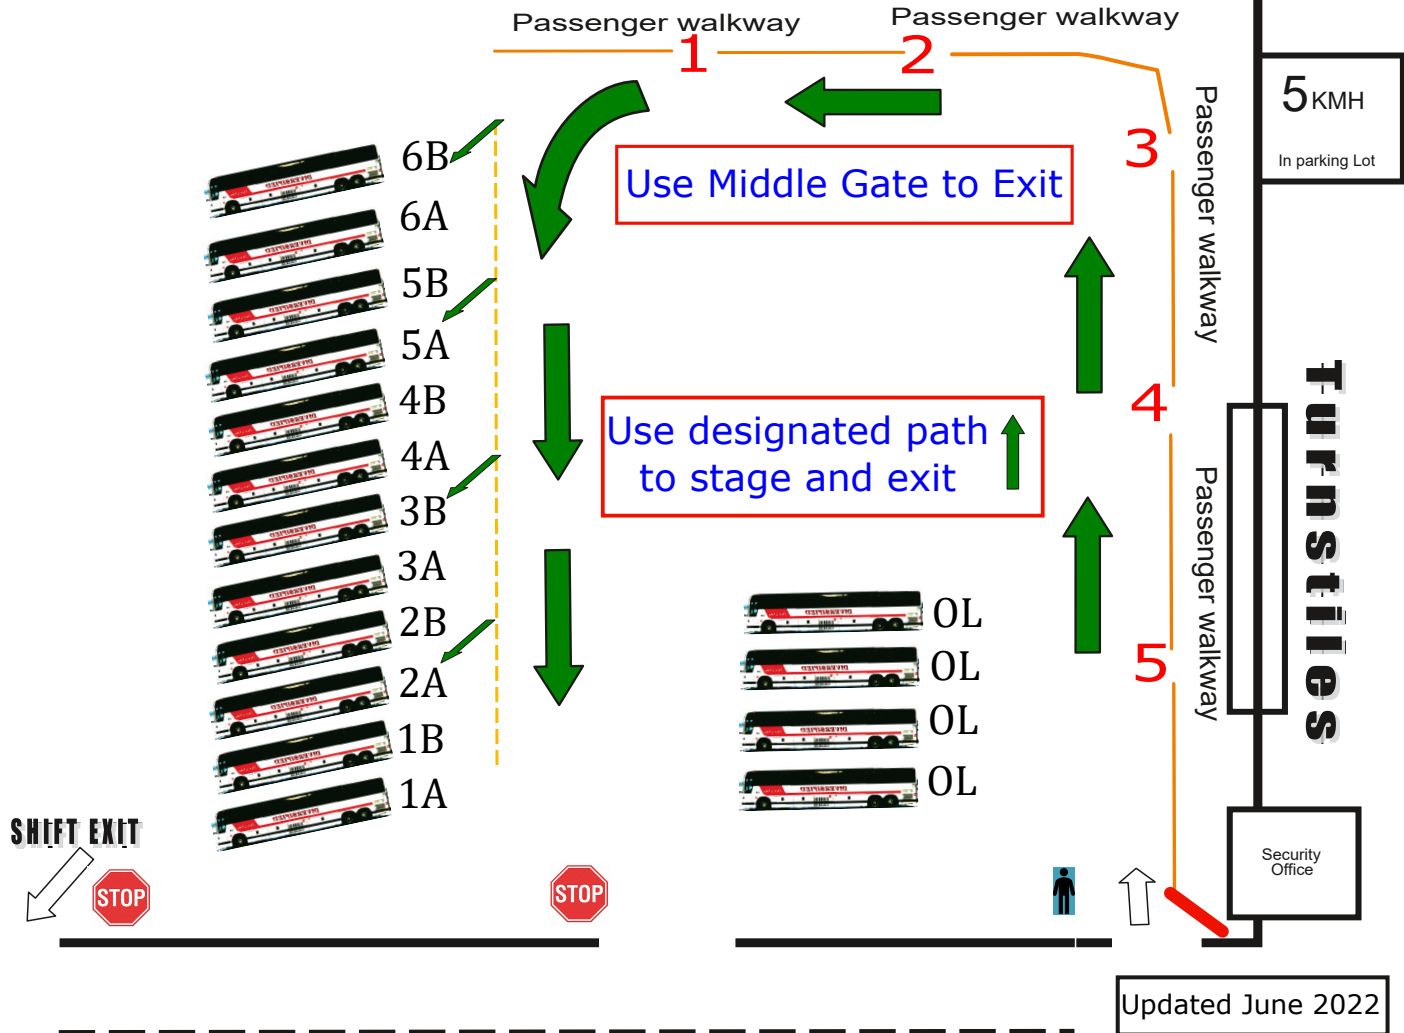 Passenger walkway
Passenger walkway
1
2
5 KMH
In parking Lot
3
Passenger walkway
Use Middle Gate to Exit
6B
6A
5B
5A
4B
4A
3B
3A
2B
2A
1B
1A
Use designated path
to stage and exit
4
Passenger walkway
Turnstiles
5
OL
OL
OL
OL
SHIFT EXIT
STOP
STOP
Security
Office
Updated June 2022